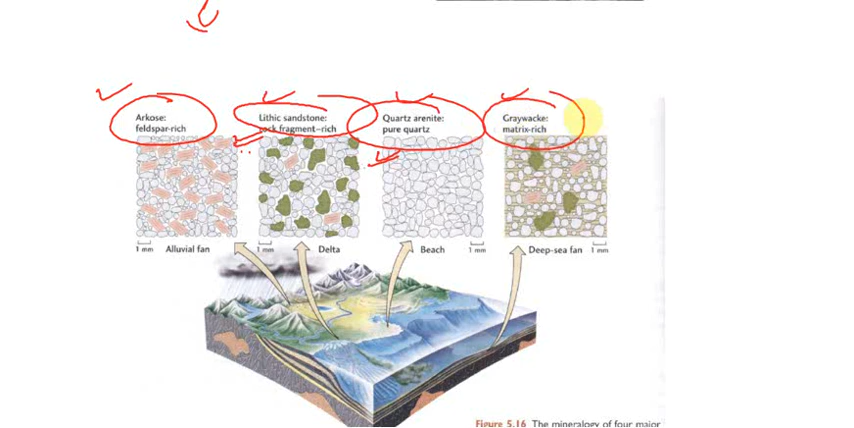 Arkose:
feldspar-rich
Lithic sandstone:
rock fragment–rich
Quartz arenite:
pure quartz
Graywacke:
matrix-rich
1 mm Alluvial fan
1 mm Delta
Beach 1 mm
Deep-sea fan 1 mm
Figure 5.16 The mineralogy of four major